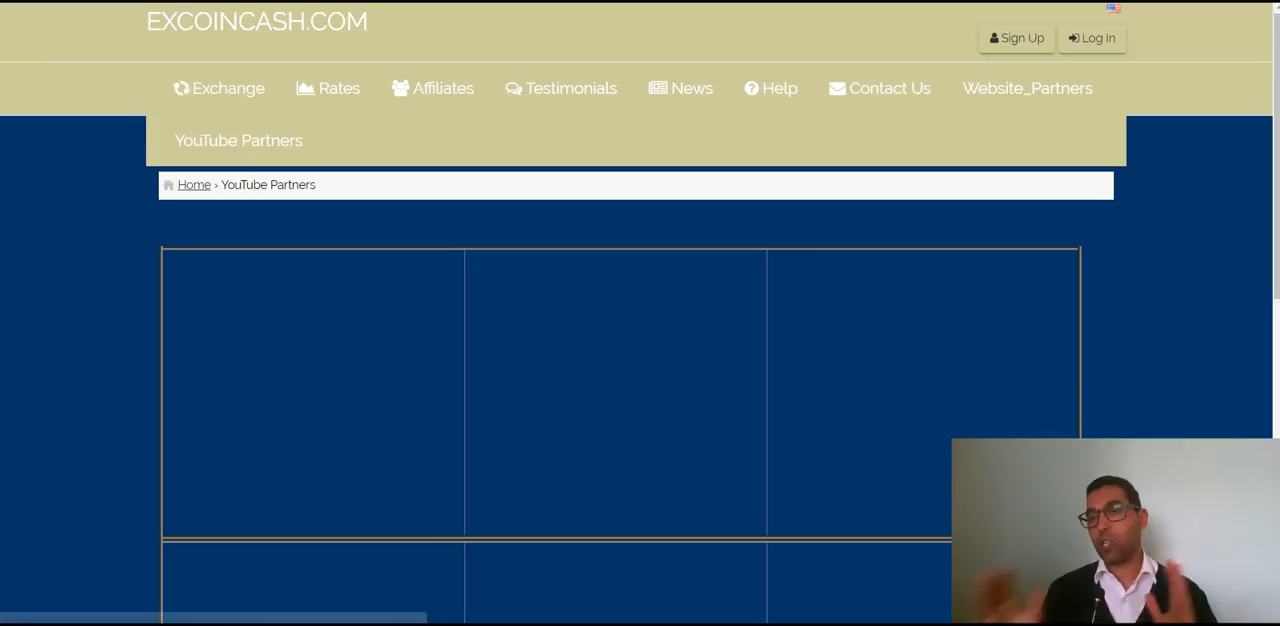 EXCOINCASH.COM
Sign Up Log In
Exchange Rates Affiliates Testimonials News Help Contact Us Website_Partners
YouTube Partners
Home › YouTube Partners